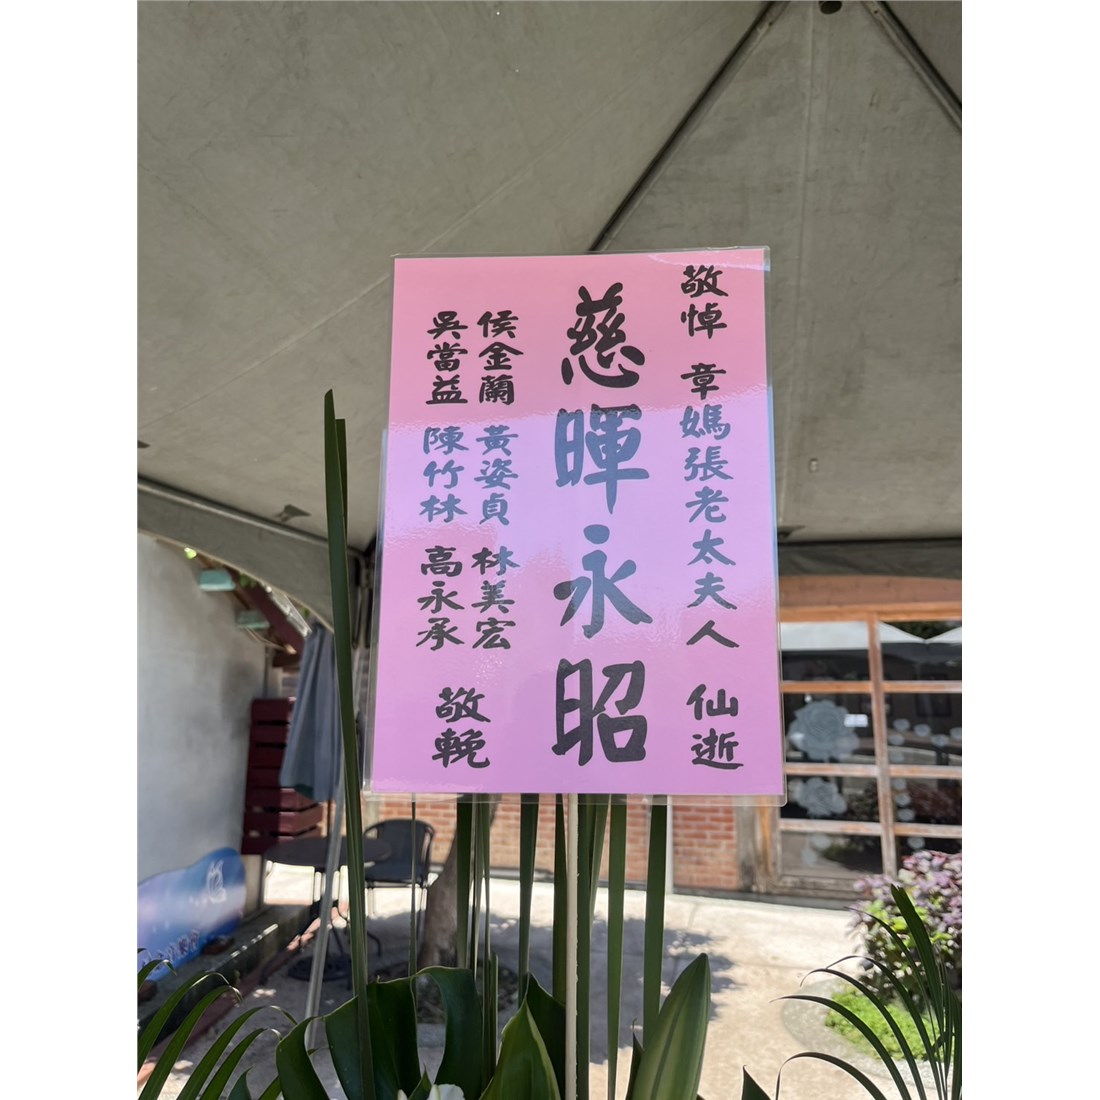 敬悼 章媽張老太夫人 仙逝
慈暉永昭
侯金蘭 黃姿貞 林美宏
吳當益 陳竹林 高永承
敬輓